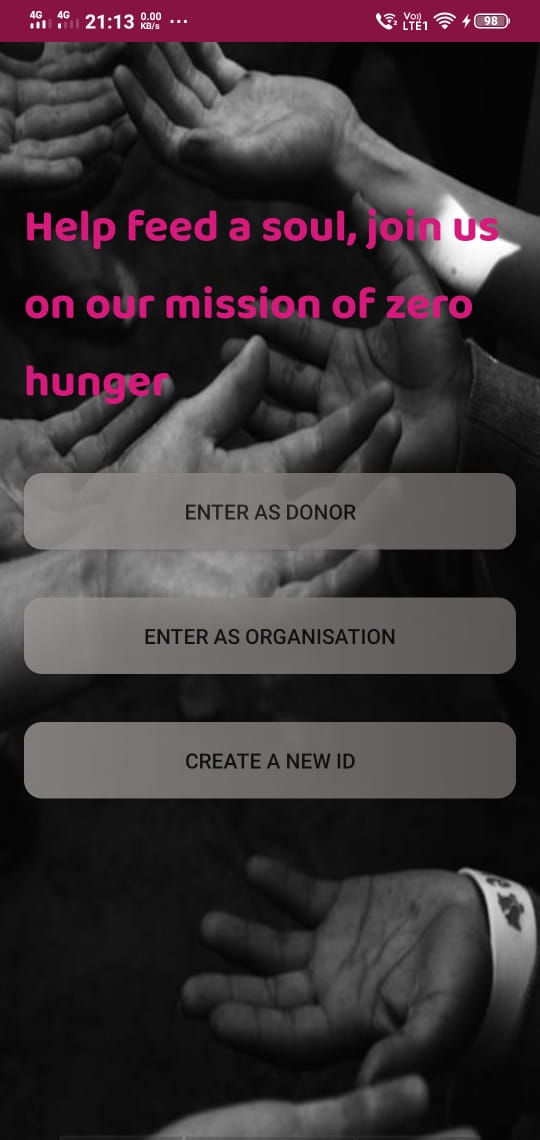 4G 4G 21:13 0.00 KB/s ... Vo) LTE1 98
Help feed a soul, join us
on our mission of zero
hunger
ENTER AS DONOR
ENTER AS ORGANISATION
CREATE A NEW ID